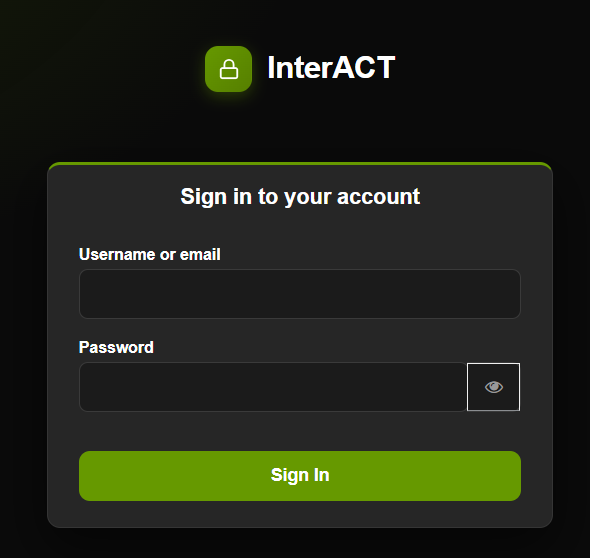 InterACT
Sign in to your account
Username or email
Password
Sign In